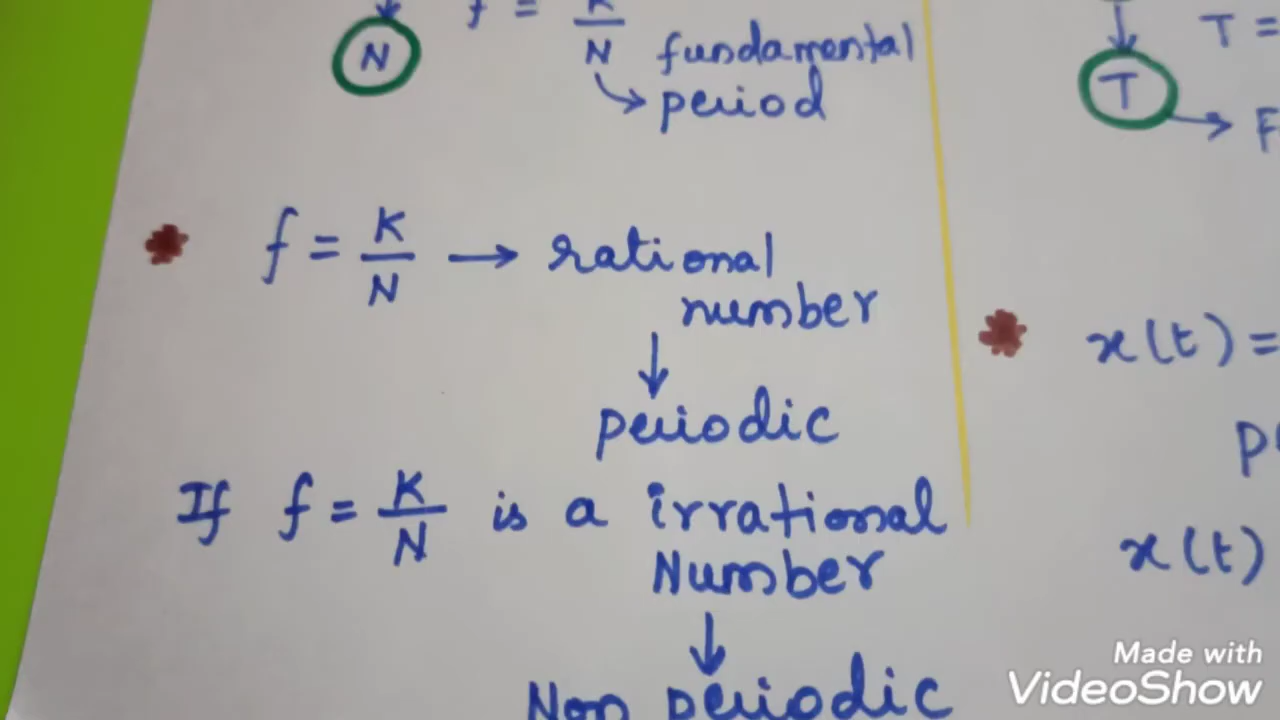 N
f = K/N fundamental
period
f = K/N → rational
number
↓
periodic
If f = K/N is a irrational
Number
↓
Non periodic
T =
T
→ F
x(t) =
x(t)
Made with
VideoShow